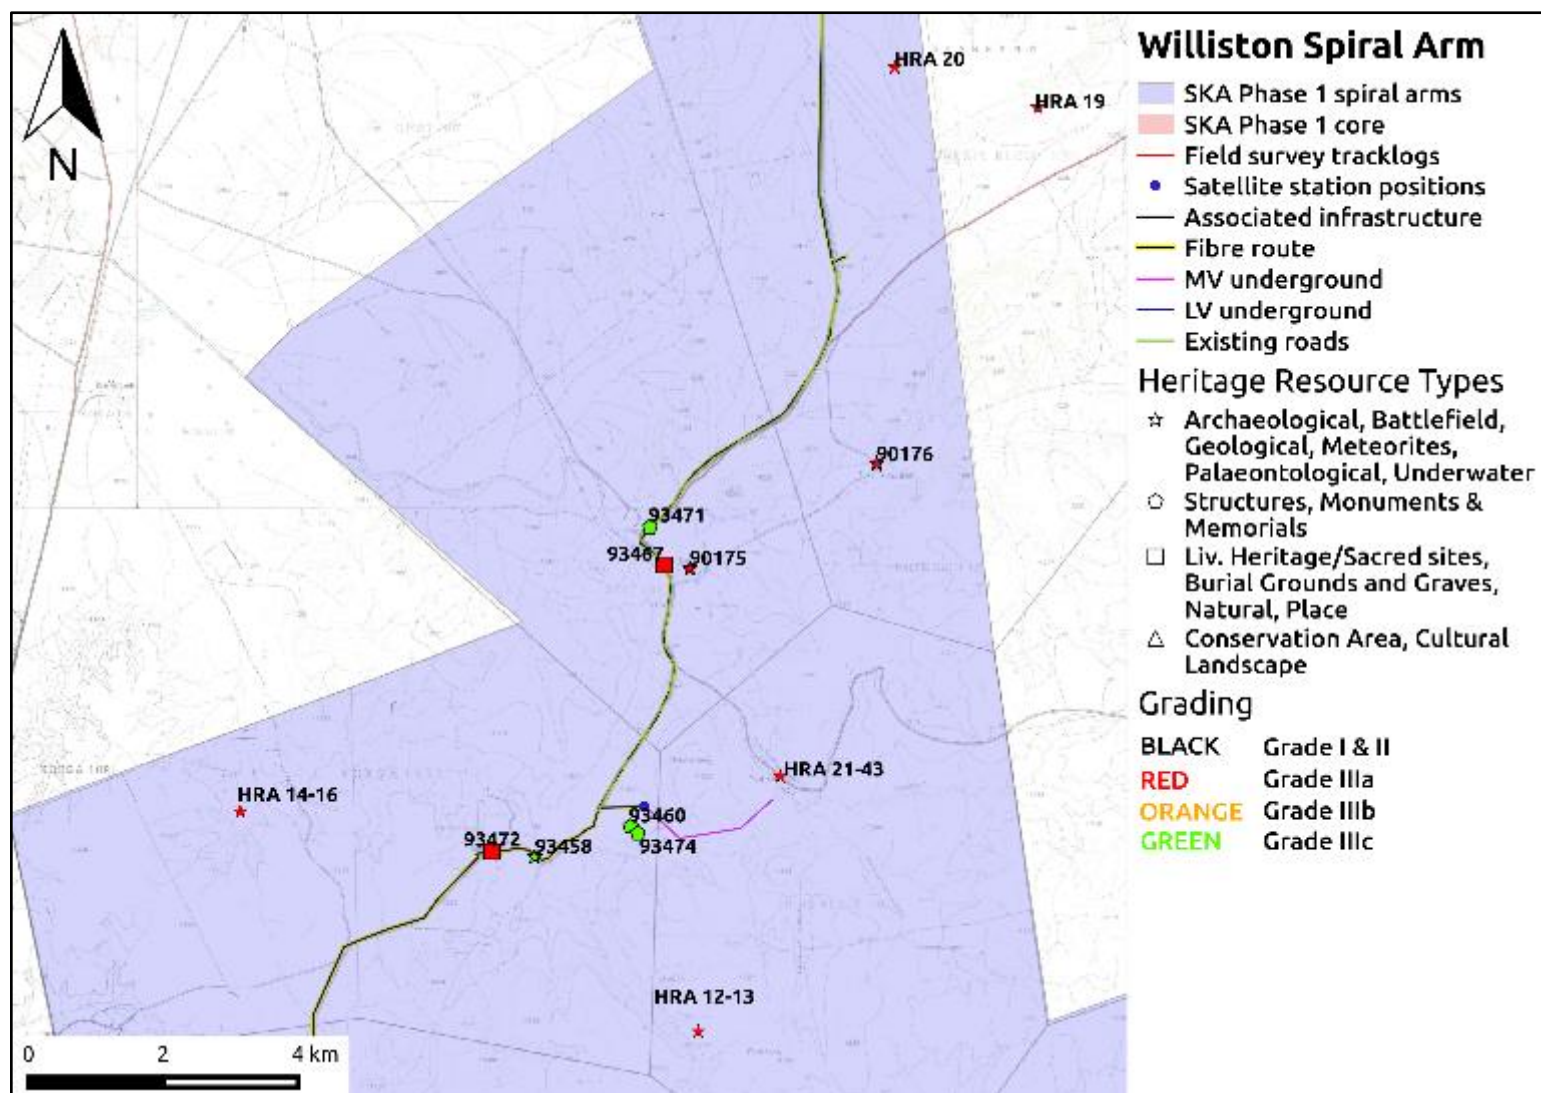 Williston Spiral Arm
SKA Phase 1 spiral arms
SKA Phase 1 core
Field survey tracklogs
Satellite station positions
Associated infrastructure
Fibre route
MV underground
LV underground
Existing roads
Heritage Resource Types
Archaeological, Battlefield,
Geological, Meteorites,
Palaeontological, Underwater
Structures, Monuments &
Memorials
Liv. Heritage/Sacred sites,
Burial Grounds and Graves,
Natural, Place
Conservation Area, Cultural
Landscape
Grading
BLACK Grade I & II
RED Grade IIIa
ORANGE Grade IIIb
GREEN Grade IIIc
N
HRA 20
HRA 19
90176
93471
93467
90175
HRA 21-43
HRA 14-16
93460
93472
93458
93474
HRA 12-13
0 2 4 km